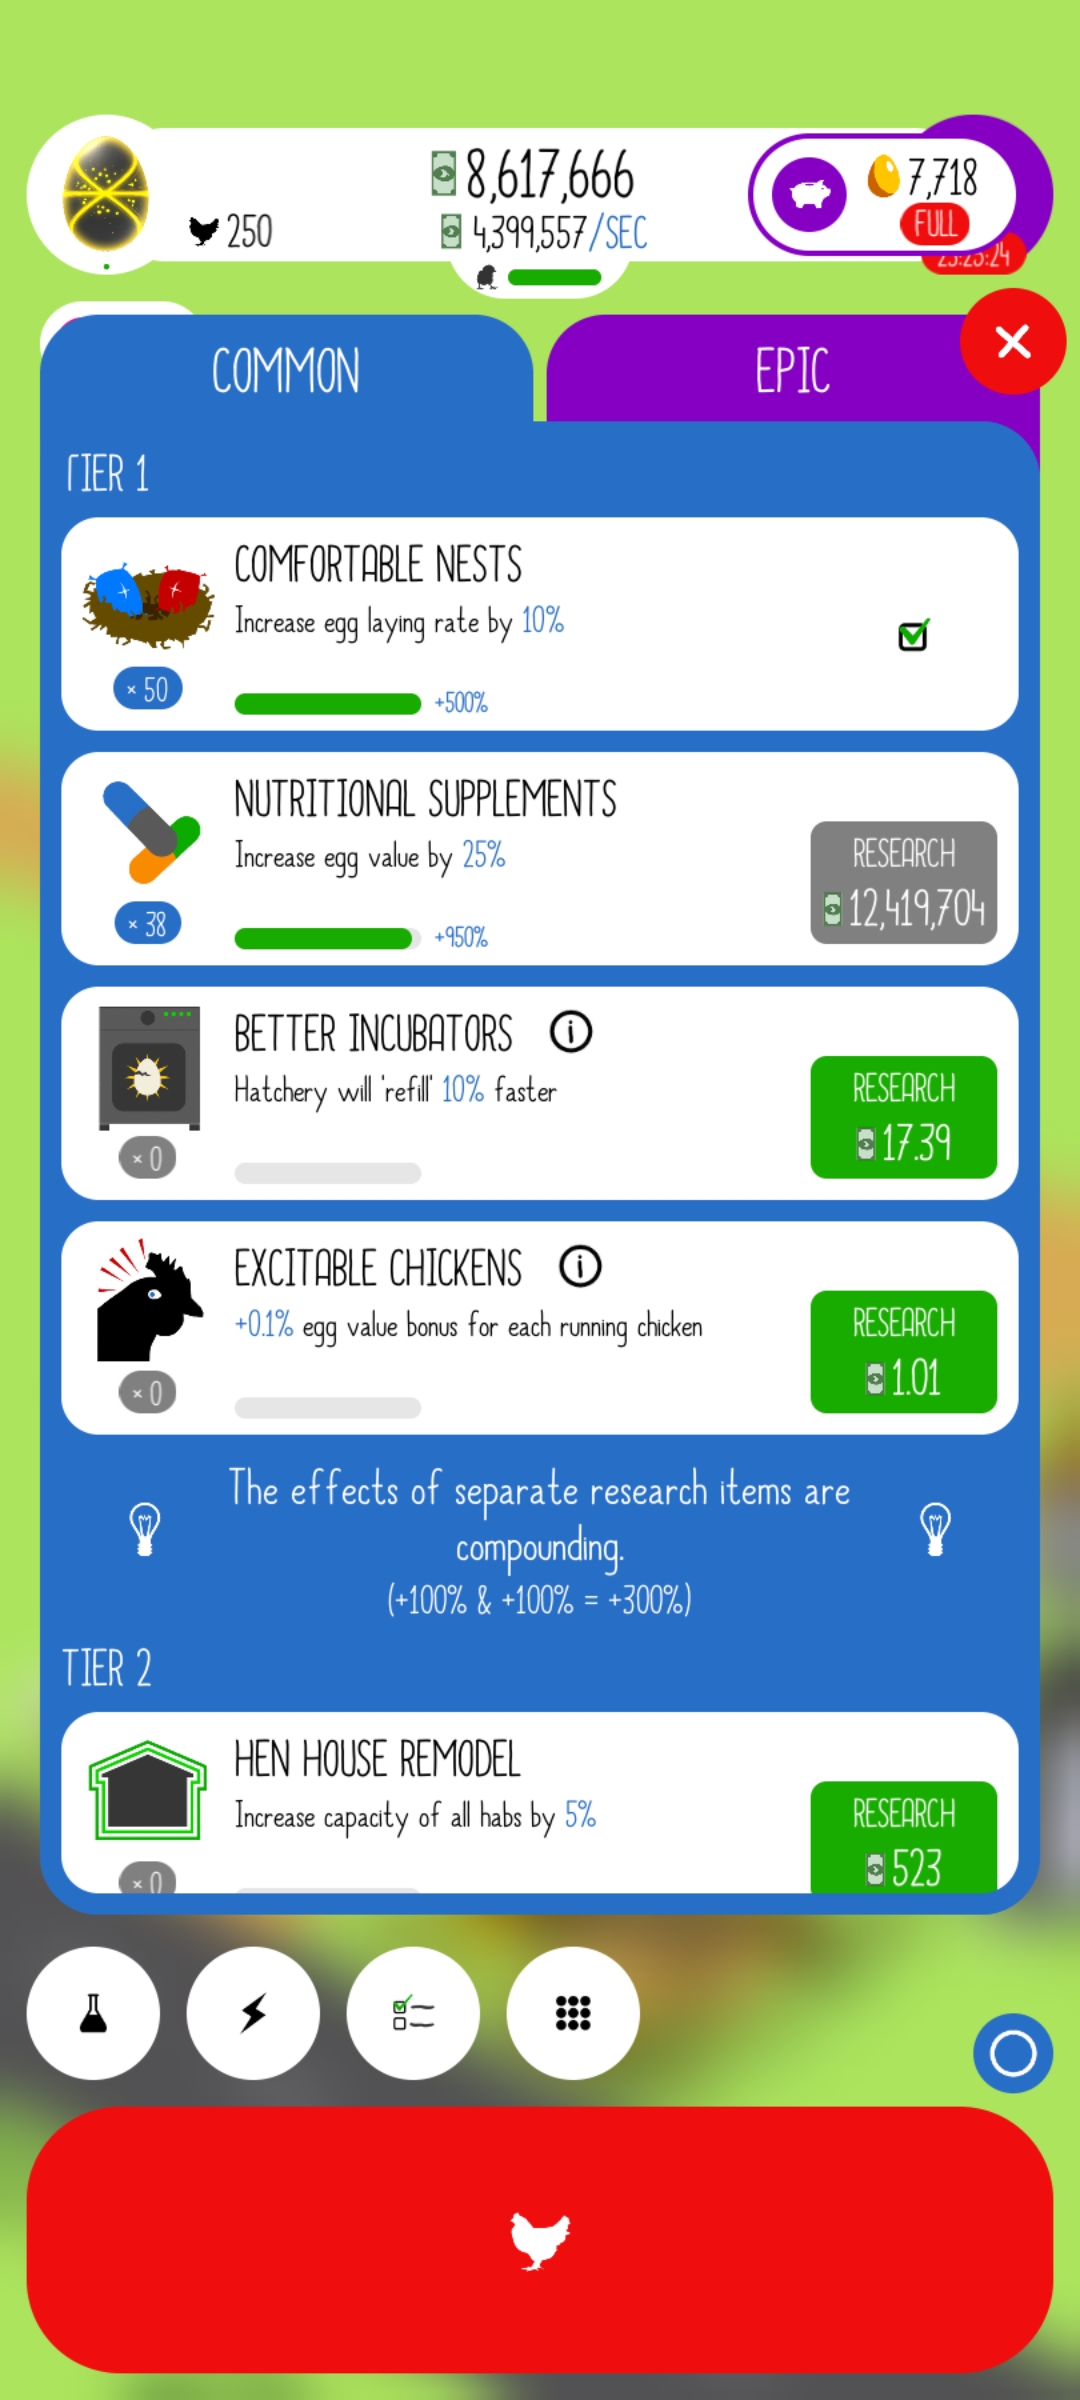 8,617,666
7,718
250
4,399,557/SEC
FULL
23:23:24
COMMON
EPIC
TIER 1
COMFORTABLE NESTS
Increase egg laying rate by 10%
× 50
+500%
NUTRITIONAL SUPPLEMENTS
Increase egg value by 25%
RESEARCH
12,419,704
× 38
+950%
BETTER INCUBATORS
Hatchery will 'refill' 10% faster
RESEARCH
17.39
× 0
EXCITABLE CHICKENS
+0.1% egg value bonus for each running chicken
RESEARCH
1.01
× 0
The effects of separate research items are
compounding.
(+100% & +100% = +300%)
TIER 2
HEN HOUSE REMODEL
Increase capacity of all habs by 5%
RESEARCH
523
× 0